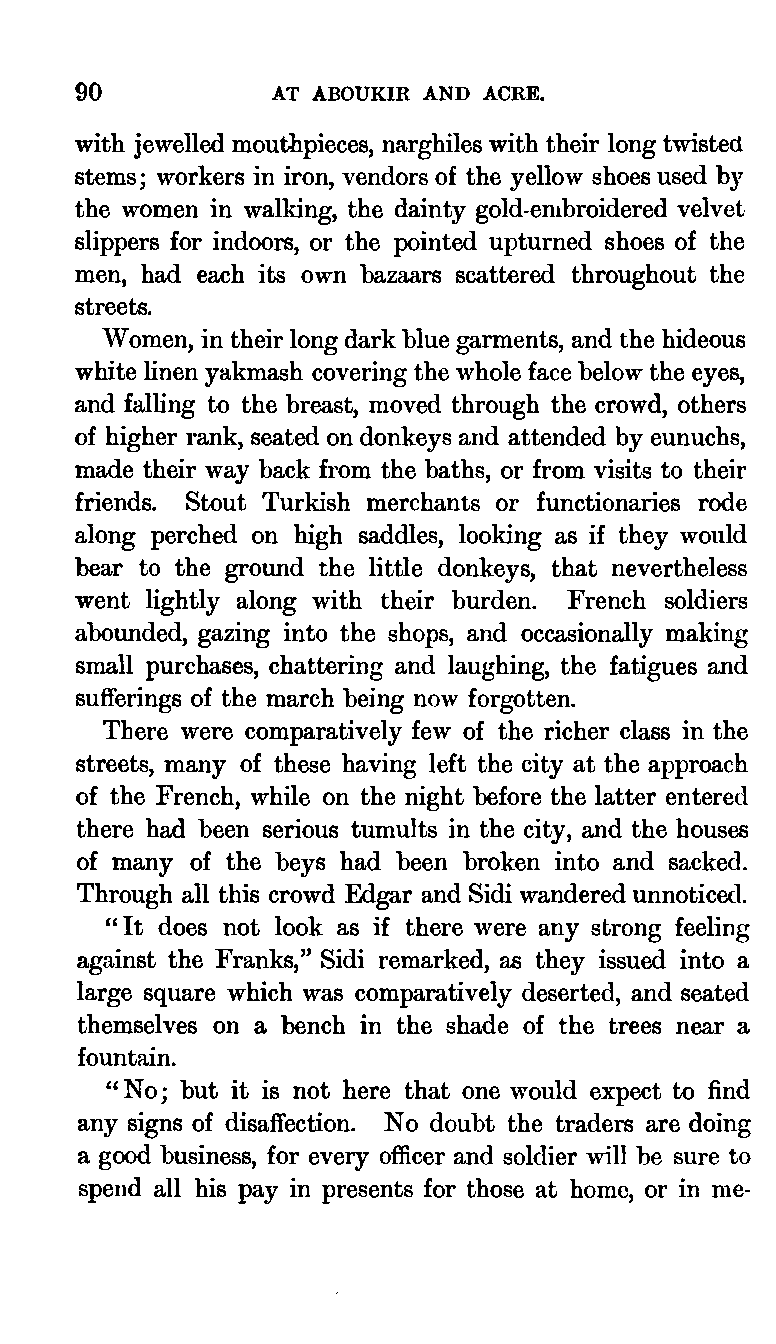 90 AT ABOUKIR AND ACRE.
with jewelled mouthpieces, narghiles with their long twisted
stems; workers in iron, vendors of the yellow shoes used by
the women in walking, the dainty gold-embroidered velvet
slippers for indoors, or the pointed upturned shoes of the
men, had each its own bazaars scattered throughout the
streets.
Women, in their long dark blue garments, and the hideous
white linen yakmash covering the whole face below the eyes,
and falling to the breast, moved through the crowd, others
of higher rank, seated on donkeys and attended by eunuchs,
made their way back from the baths, or from visits to their
friends. Stout Turkish merchants or functionaries rode
along perched on high saddles, looking as if they would
bear to the ground the little donkeys, that nevertheless
went lightly along with their burden. French soldiers
abounded, gazing into the shops, and occasionally making
small purchases, chattering and laughing, the fatigues and
sufferings of the march being now forgotten.
There were comparatively few of the richer class in the
streets, many of these having left the city at the approach
of the French, while on the night before the latter entered
there had been serious tumults in the city, and the houses
of many of the beys had been broken into and sacked.
Through all this crowd Edgar and Sidi wandered unnoticed.
"It does not look as if there were any strong feeling
against the Franks," Sidi remarked, as they issued into a
large square which was comparatively deserted, and seated
themselves on a bench in the shade of the trees near a
fountain.
"No; but it is not here that one would expect to find
any signs of disaffection. No doubt the traders are doing
a good business, for every officer and soldier will be sure to
spend all his pay in presents for those at home, or in me-